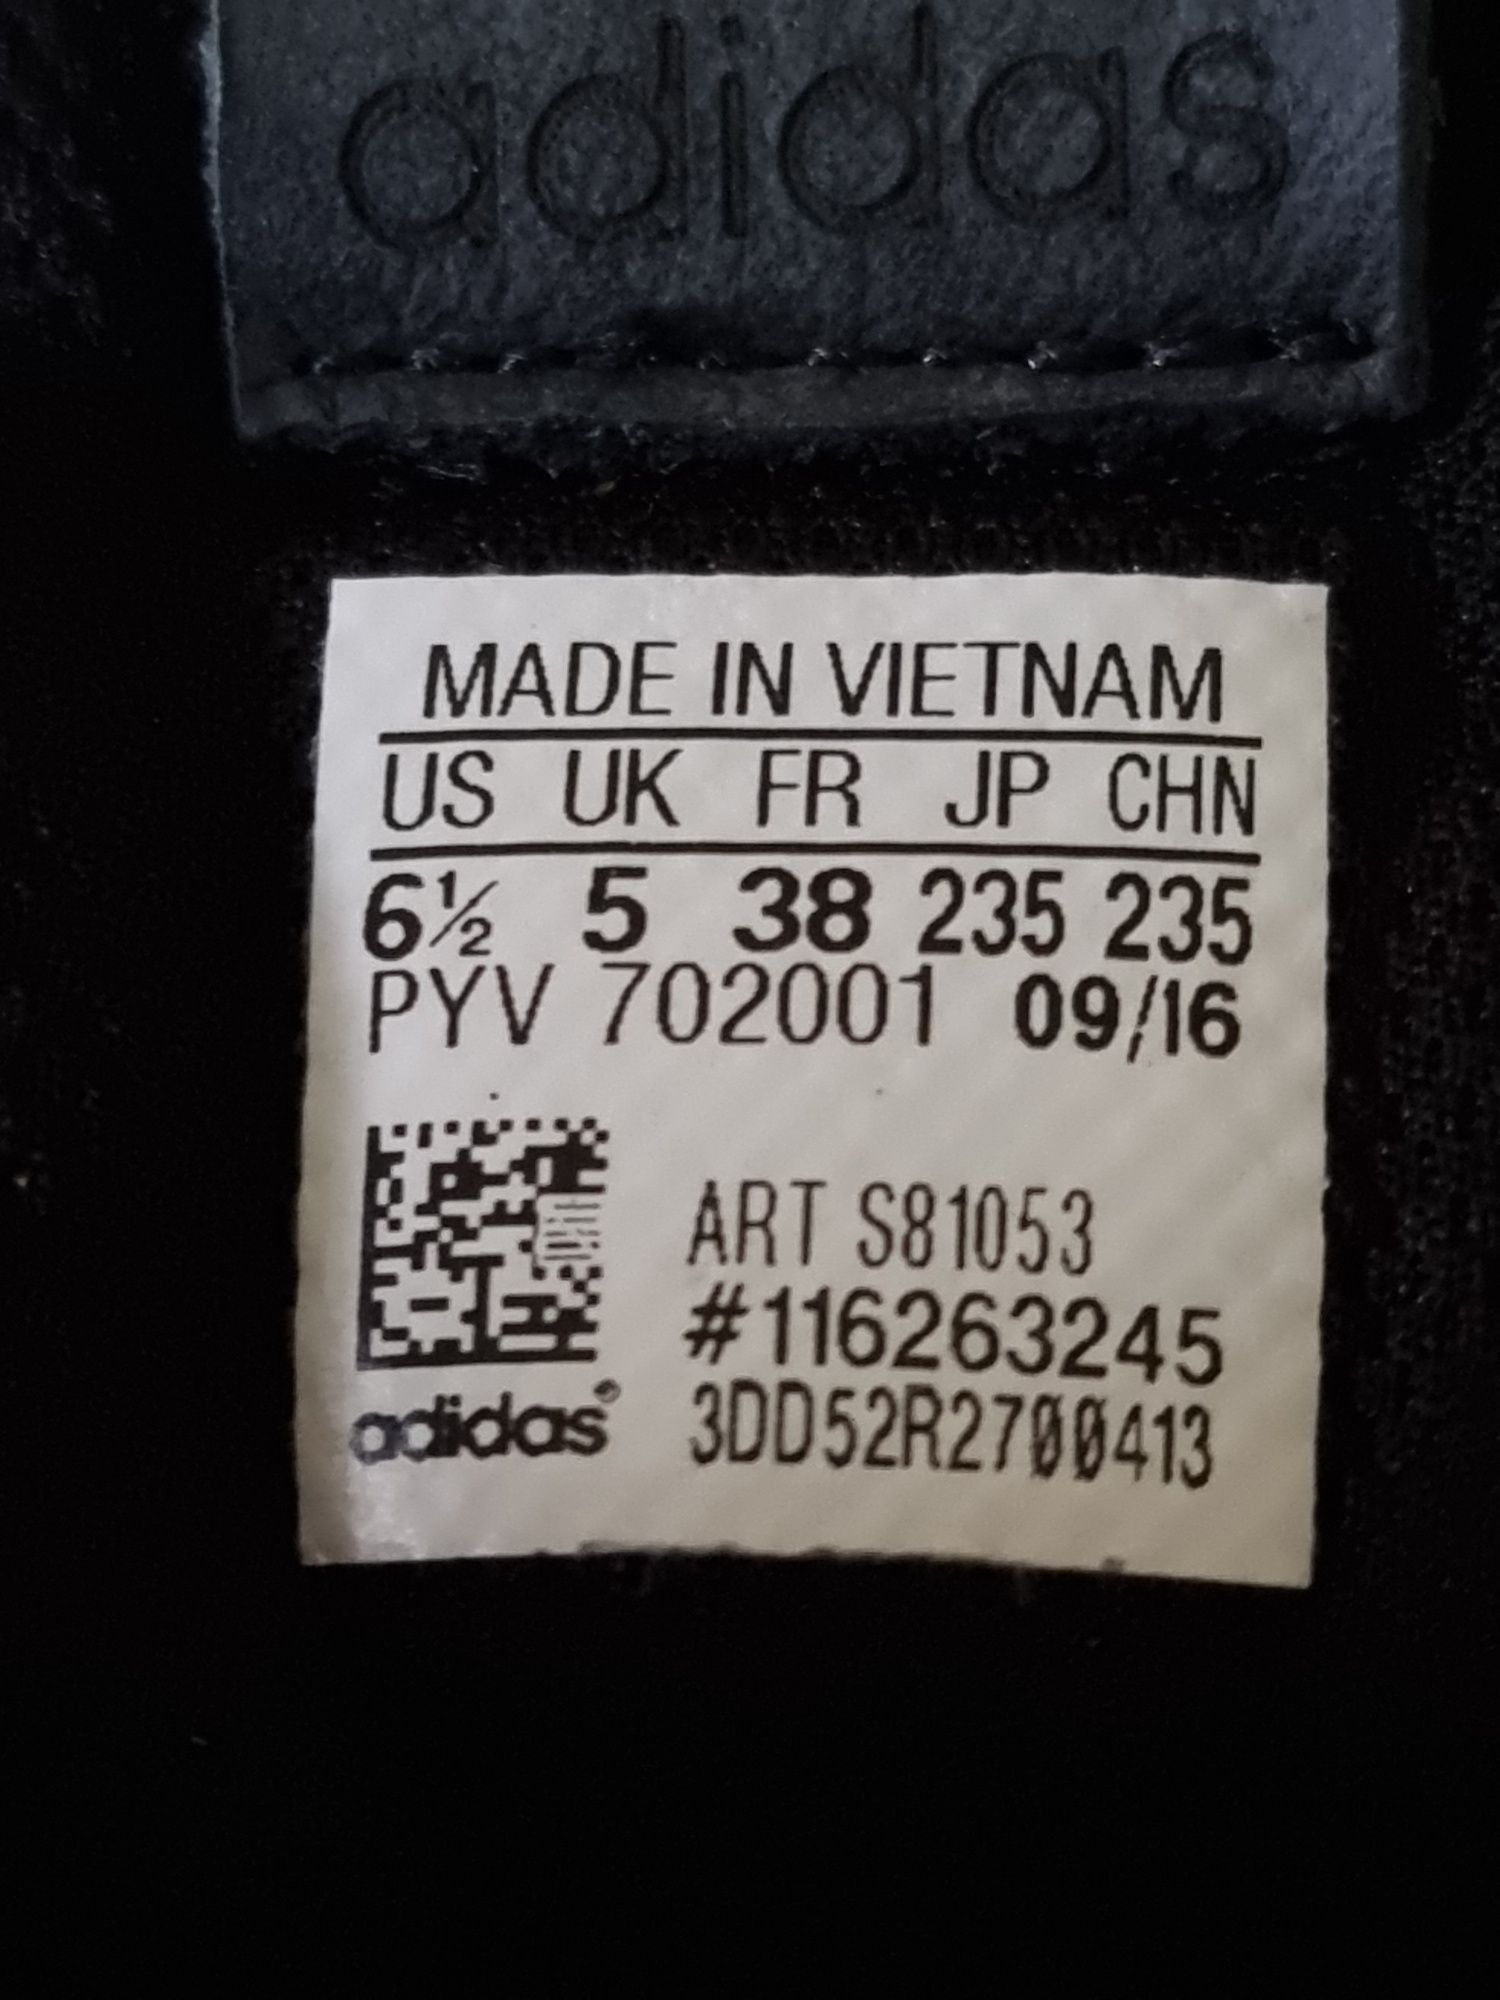 adidas
MADE IN VIETNAM
US UK FR JP CHN
6½ 5 38 235 235
PYV 702001 09/16
ART S81053
#116263245
adidas® 3DD52R2700413